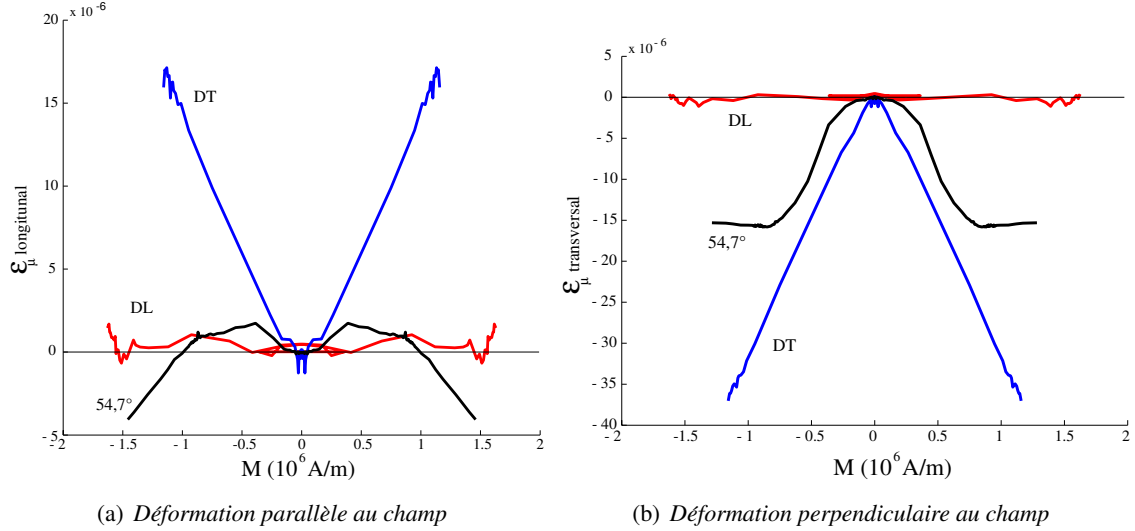 x 10 -6
20
15
10
5
0
- 5
ε μ longitunal
DT
DL
54,7°
- 2 - 1.5 - 1 - 0.5 0 0.5 1 1.5 2
M (10 6 A/m)
(a) Déformation parallèle au champ
x 10 -6
5
0
- 5
- 10
- 15
- 20
- 25
- 30
- 35
- 40
ε μ transversal
DL
54,7°
DT
- 2 - 1.5 - 1 - 0.5 0 0.5 1 1.5 2
M (10 6 A/m)
(b) Déformation perpendiculaire au champ